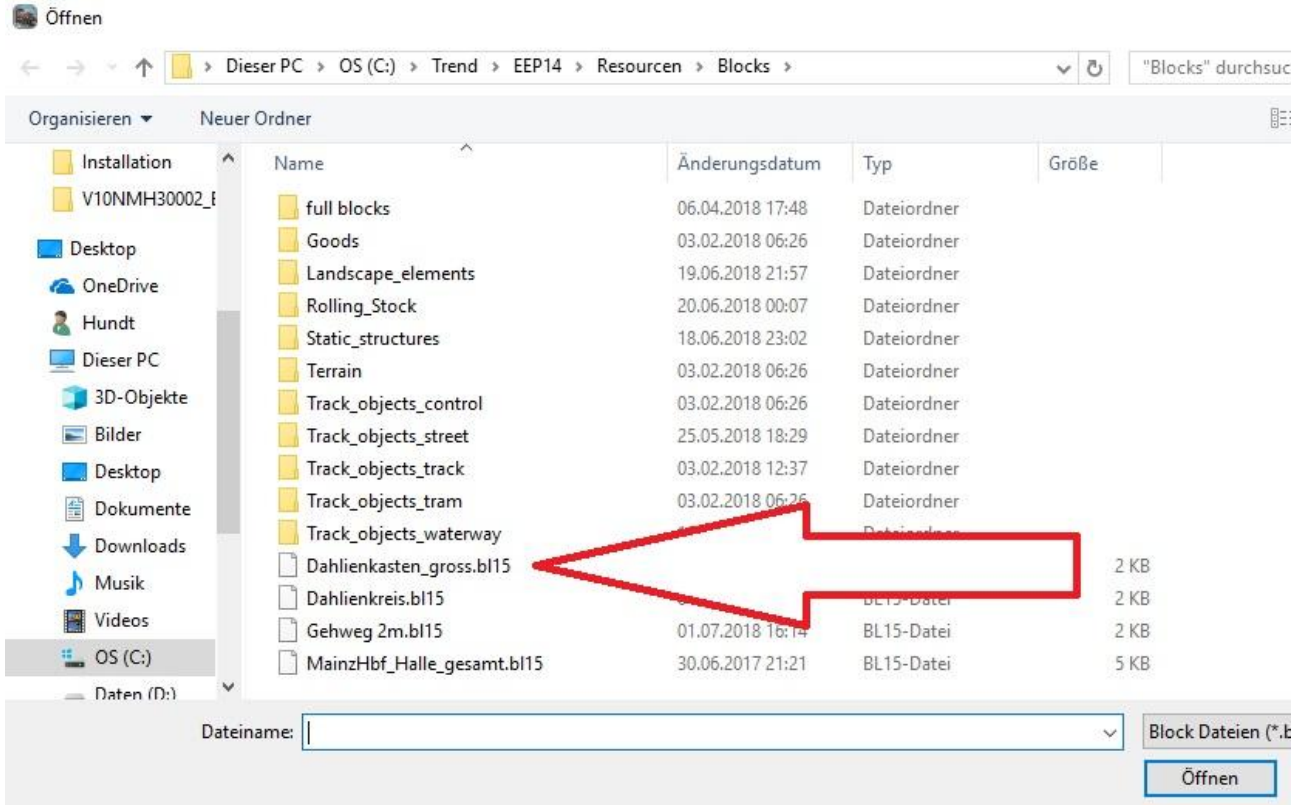 Öffnen
Dieser PC > OS (C:) > Trend > EEP14 > Resourcen > Blocks >
"Blocks" durchsuc
Organisieren Neuer Ordner
Installation
V10NMH30002_
Desktop
OneDrive
Hundt
Dieser PC
3D-Objekte
Bilder
Desktop
Dokumente
Downloads
Musik
Videos
OS (C:)
Daten (D:)
Name Änderungsdatum Typ Größe
full blocks 06.04.2018 17:48 Dateiordner
Goods 03.02.2018 06:26 Dateiordner
Landscape_elements 19.06.2018 21:57 Dateiordner
Rolling_Stock 20.06.2018 00:07 Dateiordner
Static_structures 18.06.2018 23:02 Dateiordner
Terrain 03.02.2018 06:26 Dateiordner
Track_objects_control 03.02.2018 06:26 Dateiordner
Track_objects_street 25.05.2018 18:29 Dateiordner
Track_objects_track 03.02.2018 12:37 Dateiordner
Track_objects_tram 03.02.2018 06:26 Dateiordner
Track_objects_waterway Dateiordner
Dahlienkasten_gross.bl15 2 KB
Dahlienkreis.bl15 BL15-Datei 2 KB
Gehweg 2m.bl15 01.07.2018 16:14 BL15-Datei 2 KB
MainzHbf_Halle_gesamt.bl15 30.06.2017 21:21 BL15-Datei 5 KB
Dateiname:
Block Dateien (*.b
Öffnen